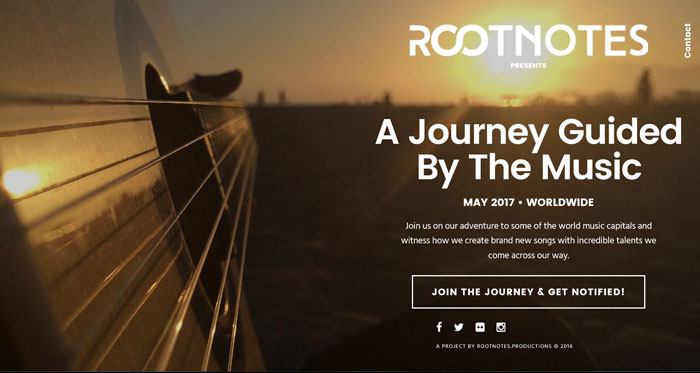 ROOTNOTES
PRESENTS
Contact
A Journey Guided
By The Music
MAY 2017 • WORLDWIDE
Join us on our adventure to some of the world music capitals and
witness how we create brand new songs with incredible talents we
come across our way.
JOIN THE JOURNEY & GET NOTIFIED!
A PROJECT BY ROOTNOTES.PRODUCTIONS © 2016